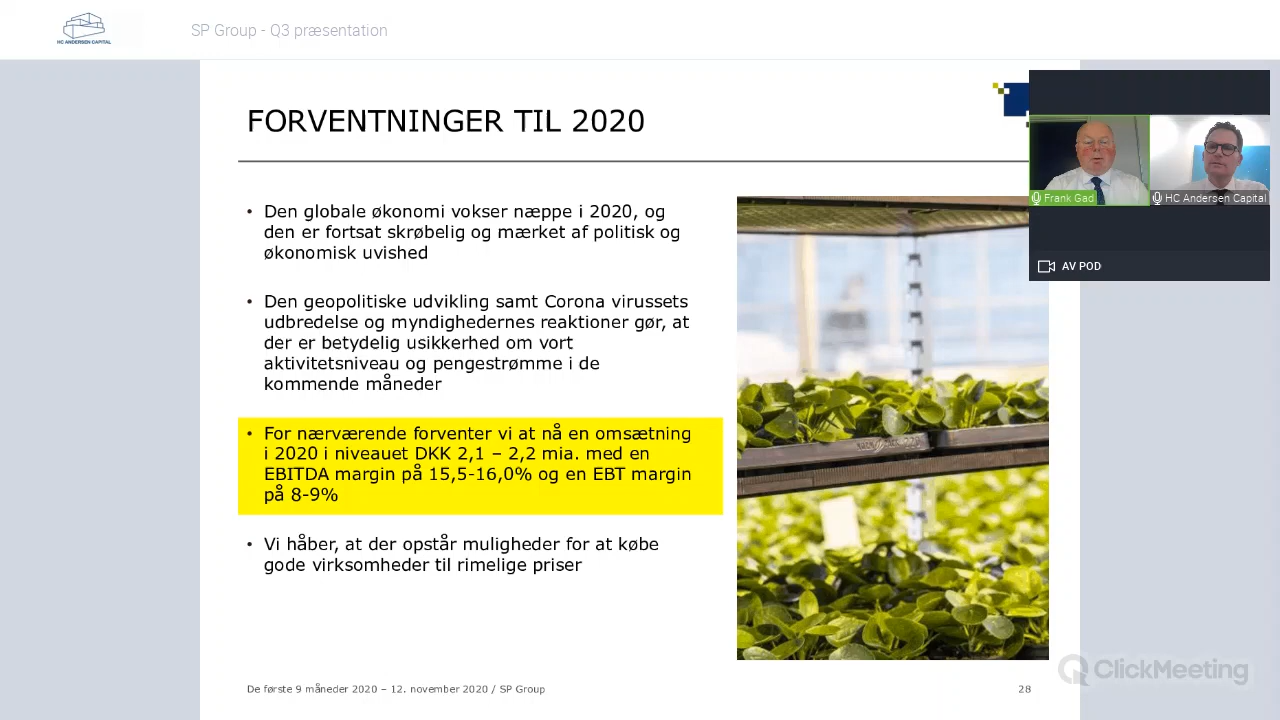 HC ANDERSEN CAPITAL
SP Group - Q3 præsentation
FORVENTNINGER TIL 2020
• Den globale økonomi vokser næppe i 2020, og
den er fortsat skrøbelig og mærket af politisk og
økonomisk uvished
• Den geopolitiske udvikling samt Corona virussets
udbredelse og myndighedernes reaktioner gør, at
der er betydelig usikkerhed om vort
aktivitetsniveau og pengestrømme i de
kommende måneder
• For nærværende forventer vi at nå en omsætning
i 2020 i niveauet DKK 2,1 – 2,2 mia. med en
EBITDA margin på 15,5-16,0% og en EBT margin
på 8-9%
• Vi håber, at der opstår muligheder for at købe
gode virksomheder til rimelige priser
De første 9 måneder 2020 – 12. november 2020 / SP Group
28
Frank Gad
HC Andersen Capital
AV POD
ClickMeeting